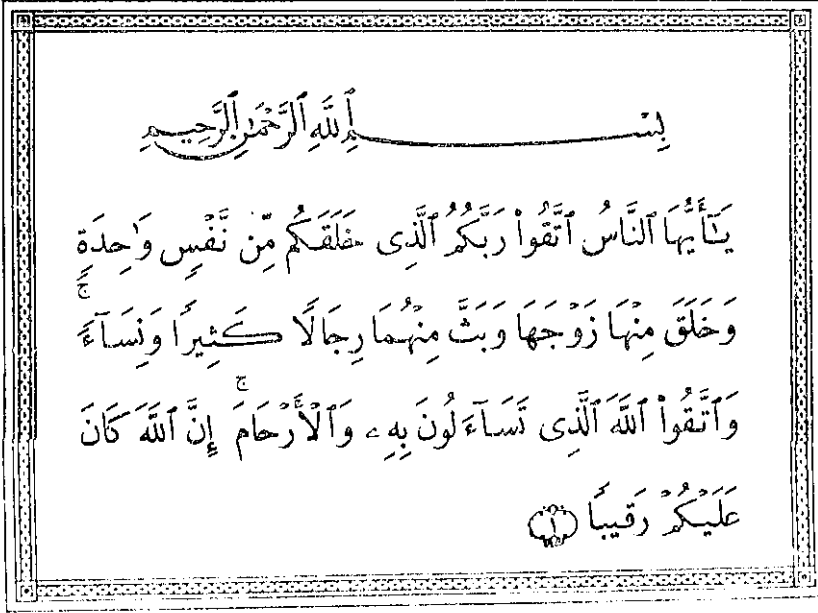 بِسْمِ ٱللَّهِ ٱلرَّحْمَٰنِ ٱلرَّحِيمِ
يَٰٓأَيُّهَا ٱلنَّاسُ ٱتَّقُوا۟ رَبَّكُمُ ٱلَّذِى خَلَقَكُم مِّن نَّفْسٍ وَٰحِدَةٍ
وَخَلَقَ مِنْهَا زَوْجَهَا وَبَثَّ مِنْهُمَا رِجَالًا كَثِيرًا وَنِسَآءً ۚ
وَٱتَّقُوا۟ ٱللَّهَ ٱلَّذِى تَسَآءَلُونَ بِهِۦ وَٱلْأَرْحَامَ ۚ إِنَّ ٱللَّهَ كَانَ
عَلَيْكُمْ رَقِيبًا ﴿١﴾